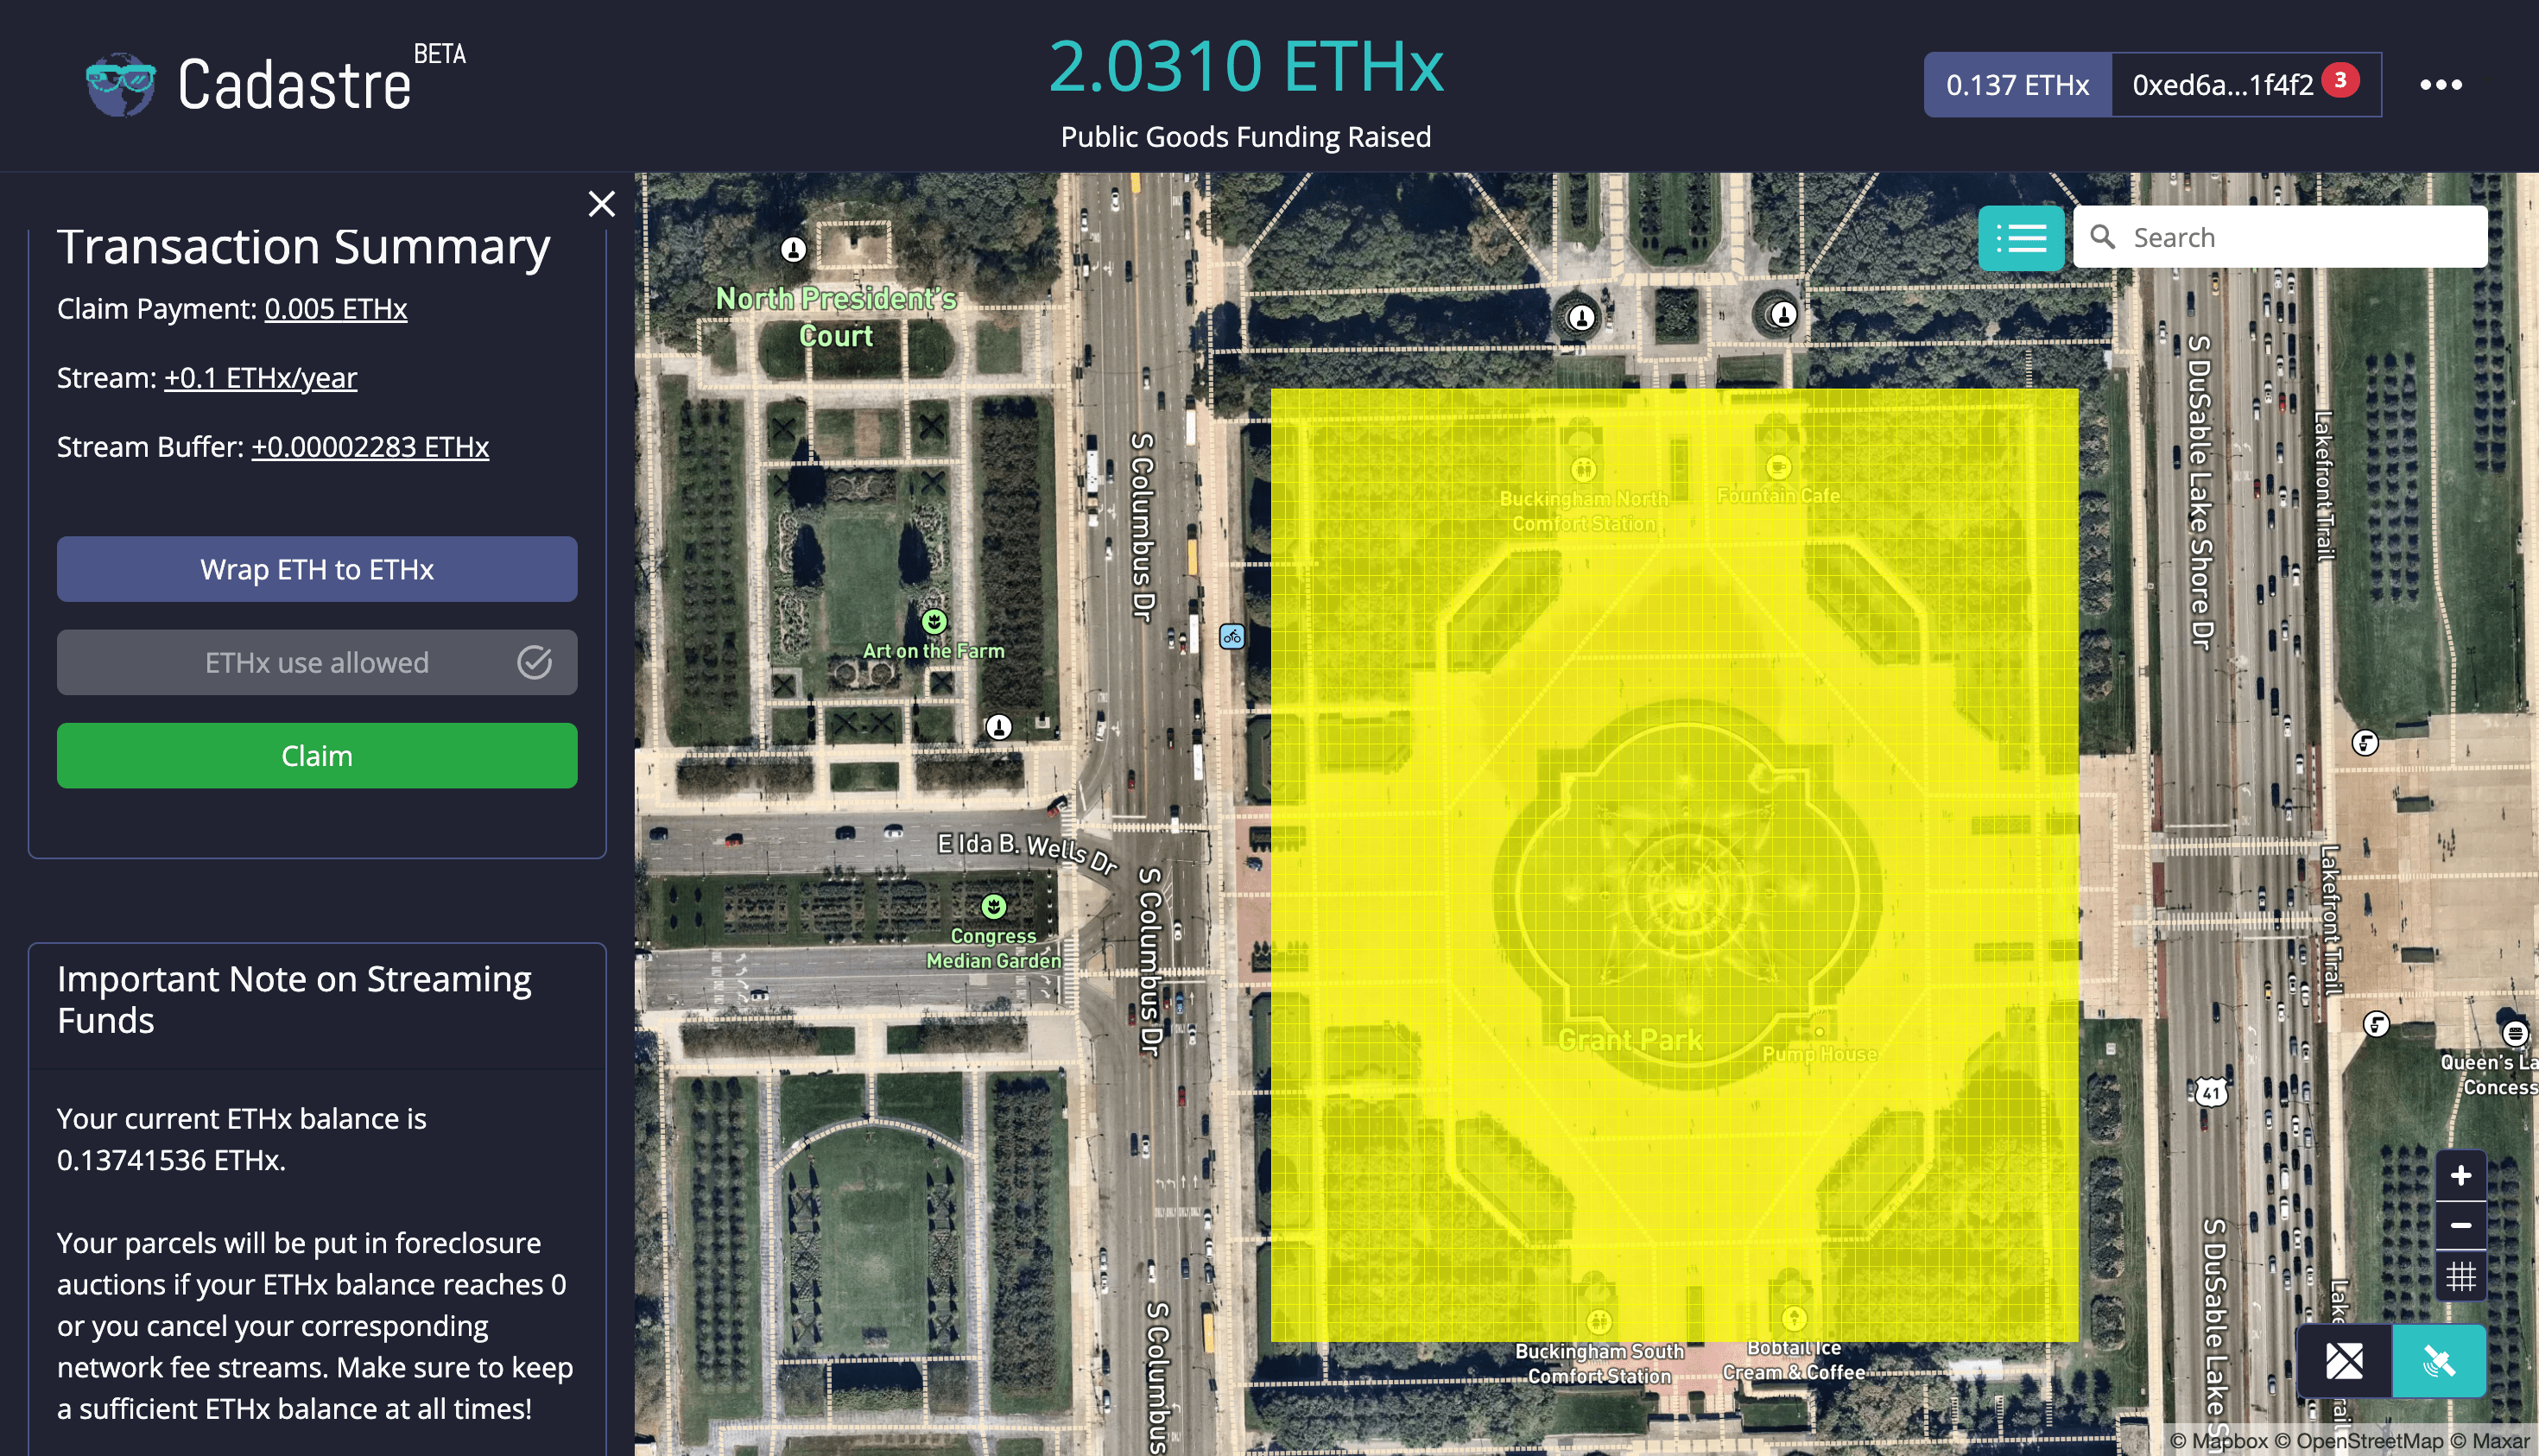 Cadastre BETA
2.0310 ETHx
Public Goods Funding Raised
0.137 ETHx
0xed6a...1f4f2
3
Transaction Summary
Claim Payment: 0.005 ETHx
Stream: +0.1 ETHx/year
Stream Buffer: +0.00002283 ETHx
Wrap ETH to ETHx
ETHx use allowed
Claim
Important Note on Streaming
Funds
Your current ETHx balance is
0.13741536 ETHx.
Your parcels will be put in foreclosure
auctions if your ETHx balance reaches 0
or you cancel your corresponding
network fee streams. Make sure to keep
a sufficient ETHx balance at all times!
Search
North President's
Court
S Columbus Dr
Art on the Farm
E Ida B. Wells Dr
Congress
Median Garden
S Columbus Dr
S Columbus
Buckingham North
Comfort Station
Fountain Cafe
Grant Park
Pump House
Buckingham South
Comfort Station
Bobtail Ice
Cream & Coffee
S DuSable Lake Shore Dr
Lakefront Trail
Lakefront Trail
41
Queen's La
Concess
S DuSable Lake S
Lake
rail
© Mapbox © OpenStreetMap © Maxar